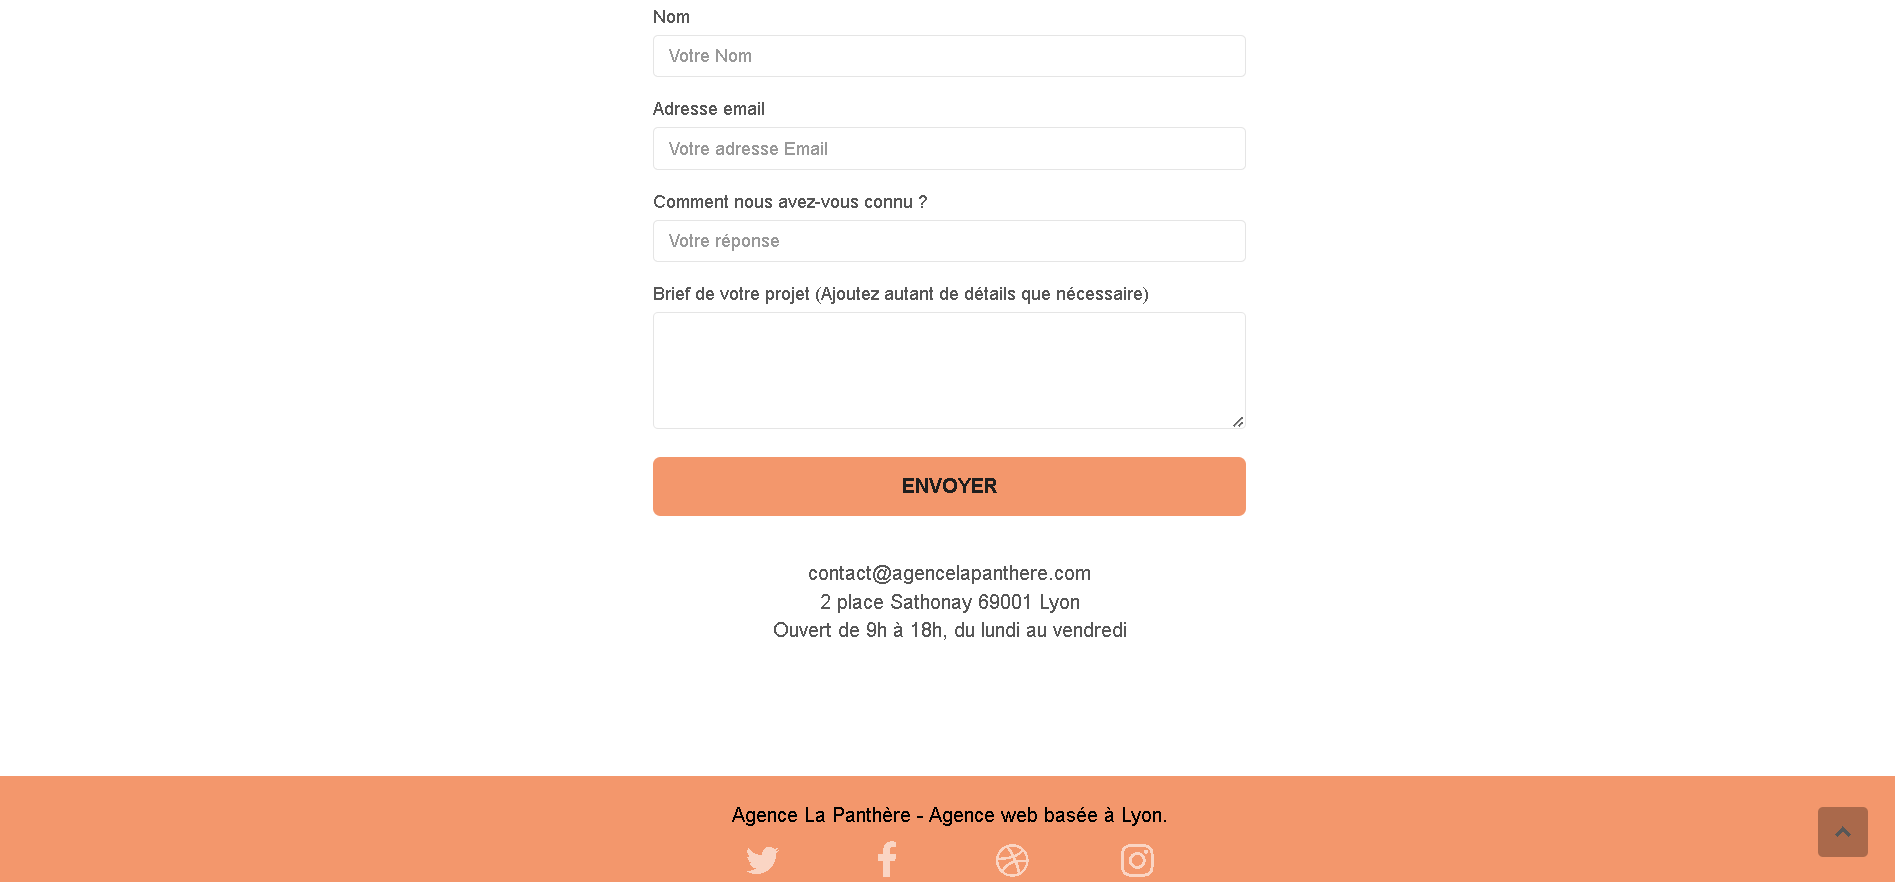 Nom
Votre Nom
Adresse email
Votre adresse Email
Comment nous avez-vous connu ?
Votre réponse
Brief de votre projet (Ajoutez autant de détails que nécessaire)
ENVOYER
contact@agencelapanthere.com
2 place Sathonay 69001 Lyon
Ouvert de 9h à 18h, du lundi au vendredi
Agence La Panthère - Agence web basée à Lyon.